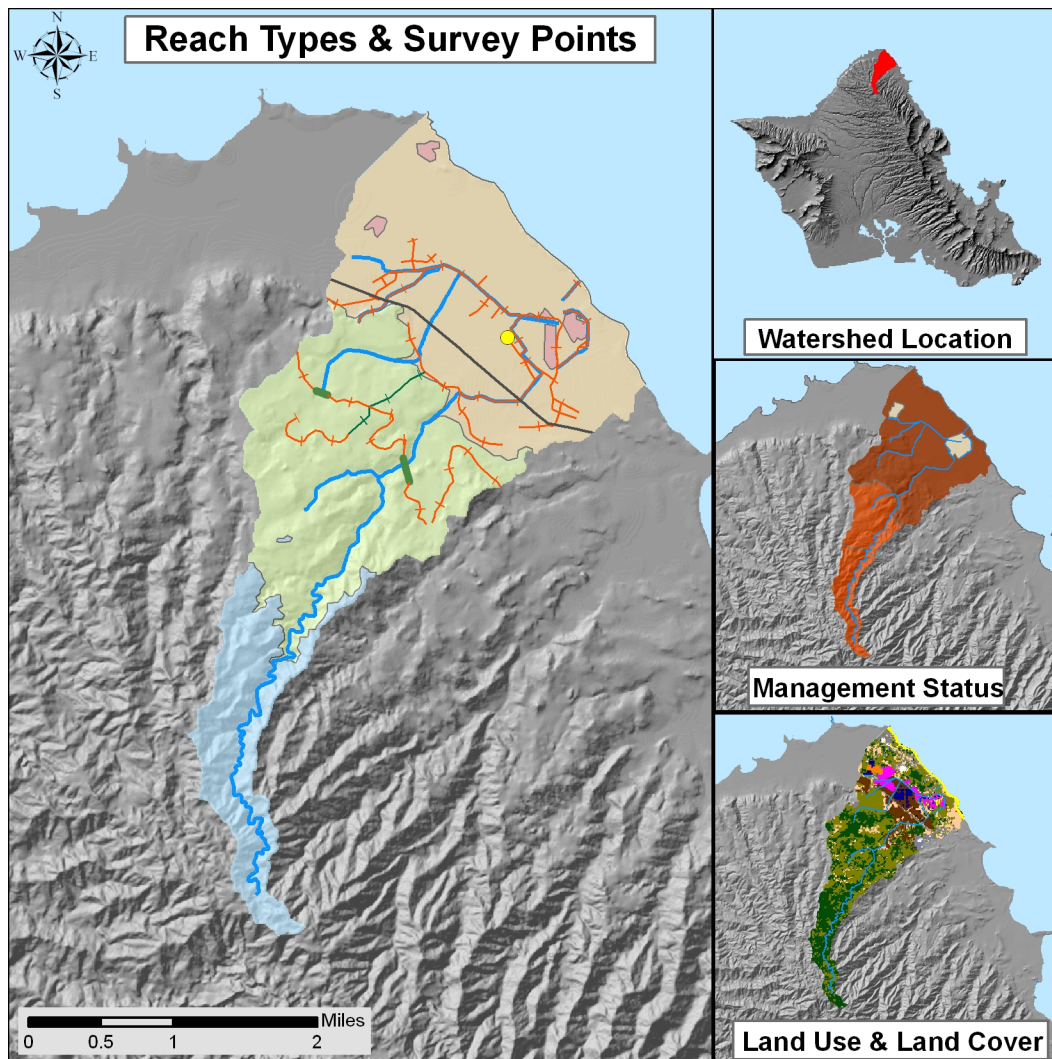 Reach Types & Survey Points
N
W
E
S
Watershed Location
Management Status
Land Use & Land Cover
Miles
0
0.5
1
2